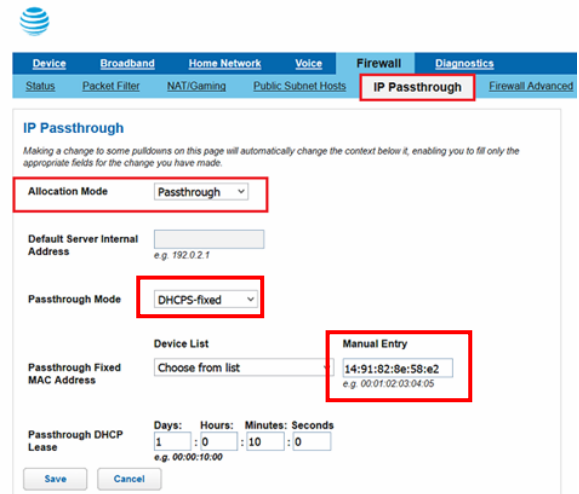 Device Broadband Home Network Voice Firewall Diagnostics
Status Packet Filter NAT/Gaming Public Subnet Hosts IP Passthrough Firewall Advanced
IP Passthrough
Making a change to some pulldowns on this page will automatically change the context below it, enabling you to fill only the
appropriate fields for the change you have made.
Allocation Mode Passthrough
Default Server Internal
Address
e.g. 192.0.2.1
Passthrough Mode DHCPS-fixed
Device List Manual Entry
Passthrough Fixed
MAC Address
Choose from list 14:91:82:8e:58:e2
e.g. 00:01:02:03:04:05
Days: Hours: Minutes: Seconds
Passthrough DHCP
Lease
1 : 0 : 10 : 0
e.g. 00:00:10:00
Save Cancel